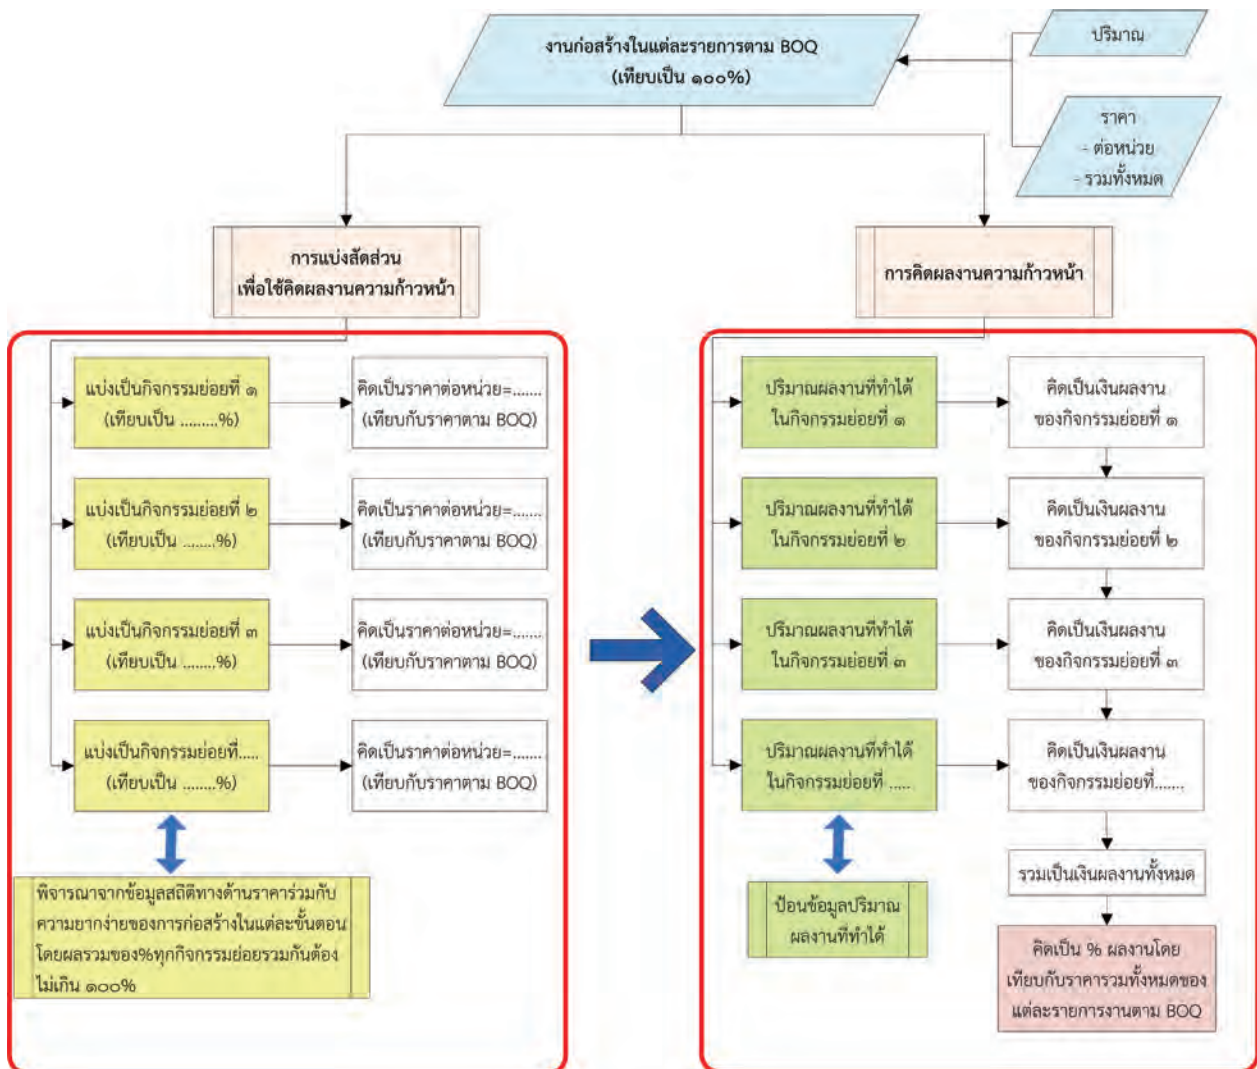 งานก่อสร้างในแต่ละรายการตาม BOQ
(เทียบเป็น ๑๐๐%)
ปริมาณ
ราคา
- ต่อหน่วย
- รวมทั้งหมด
การแบ่งสัดส่วน
เพื่อใช้คิดผลงานความก้าวหน้า
แบ่งเป็นกิจกรรมย่อยที่ ๑
(เทียบเป็น .........%)
คิดเป็นราคาต่อหน่วย=.......
(เทียบกับราคาตาม BOQ)
แบ่งเป็นกิจกรรมย่อยที่ ๒
(เทียบเป็น ........%)
คิดเป็นราคาต่อหน่วย=.......
(เทียบกับราคาตาม BOQ)
แบ่งเป็นกิจกรรมย่อยที่ ๓
(เทียบเป็น ........%)
คิดเป็นราคาต่อหน่วย=.......
(เทียบกับราคาตาม BOQ)
แบ่งเป็นกิจกรรมย่อยที่.....
(เทียบเป็น ........%)
คิดเป็นราคาต่อหน่วย=.......
(เทียบกับราคาตาม BOQ)
พิจารณาจากข้อมูลสถิติทางด้านราคาร่วมกับ
ความยากง่ายของการก่อสร้างในแต่ละขั้นตอน
โดยผลรวมของ%ทุกกิจกรรมย่อยรวมกันต้อง
ไม่เกิน ๑๐๐%
การคิดผลงานความก้าวหน้า
ปริมาณผลงานที่ทำได้
ในกิจกรรมย่อยที่ ๑
คิดเป็นเงินผลงาน
ของกิจกรรมย่อยที่ ๑
ปริมาณผลงานที่ทำได้
ในกิจกรรมย่อยที่ ๒
คิดเป็นเงินผลงาน
ของกิจกรรมย่อยที่ ๒
ปริมาณผลงานที่ทำได้
ในกิจกรรมย่อยที่ ๓
คิดเป็นเงินผลงาน
ของกิจกรรมย่อยที่ ๓
ปริมาณผลงานที่ทำได้
ในกิจกรรมย่อยที่ .....
คิดเป็นเงินผลงาน
ของกิจกรรมย่อยที่.......
ป้อนข้อมูลปริมาณ
ผลงานที่ทำได้
รวมเป็นเงินผลงานทั้งหมด
คิดเป็น % ผลงานโดย
เทียบกับราคารวมทั้งหมดของ
แต่ละรายการงานตาม BOQ